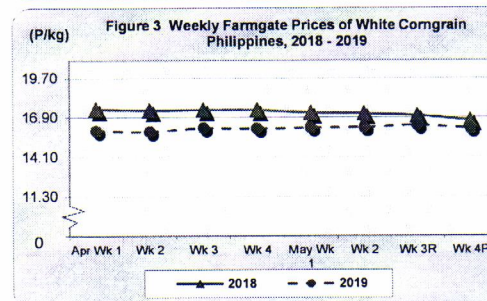 (P/kg)
Figure 3 Weekly Farmgate Prices of White Corngrain
Philippines, 2018 - 2019
19.70
16.90
14.10
11.30
0
Apr Wk 1 Wk 2 Wk 3 Wk 4 May Wk 1 Wk 2 Wk 3R Wk 4P
2018 2019